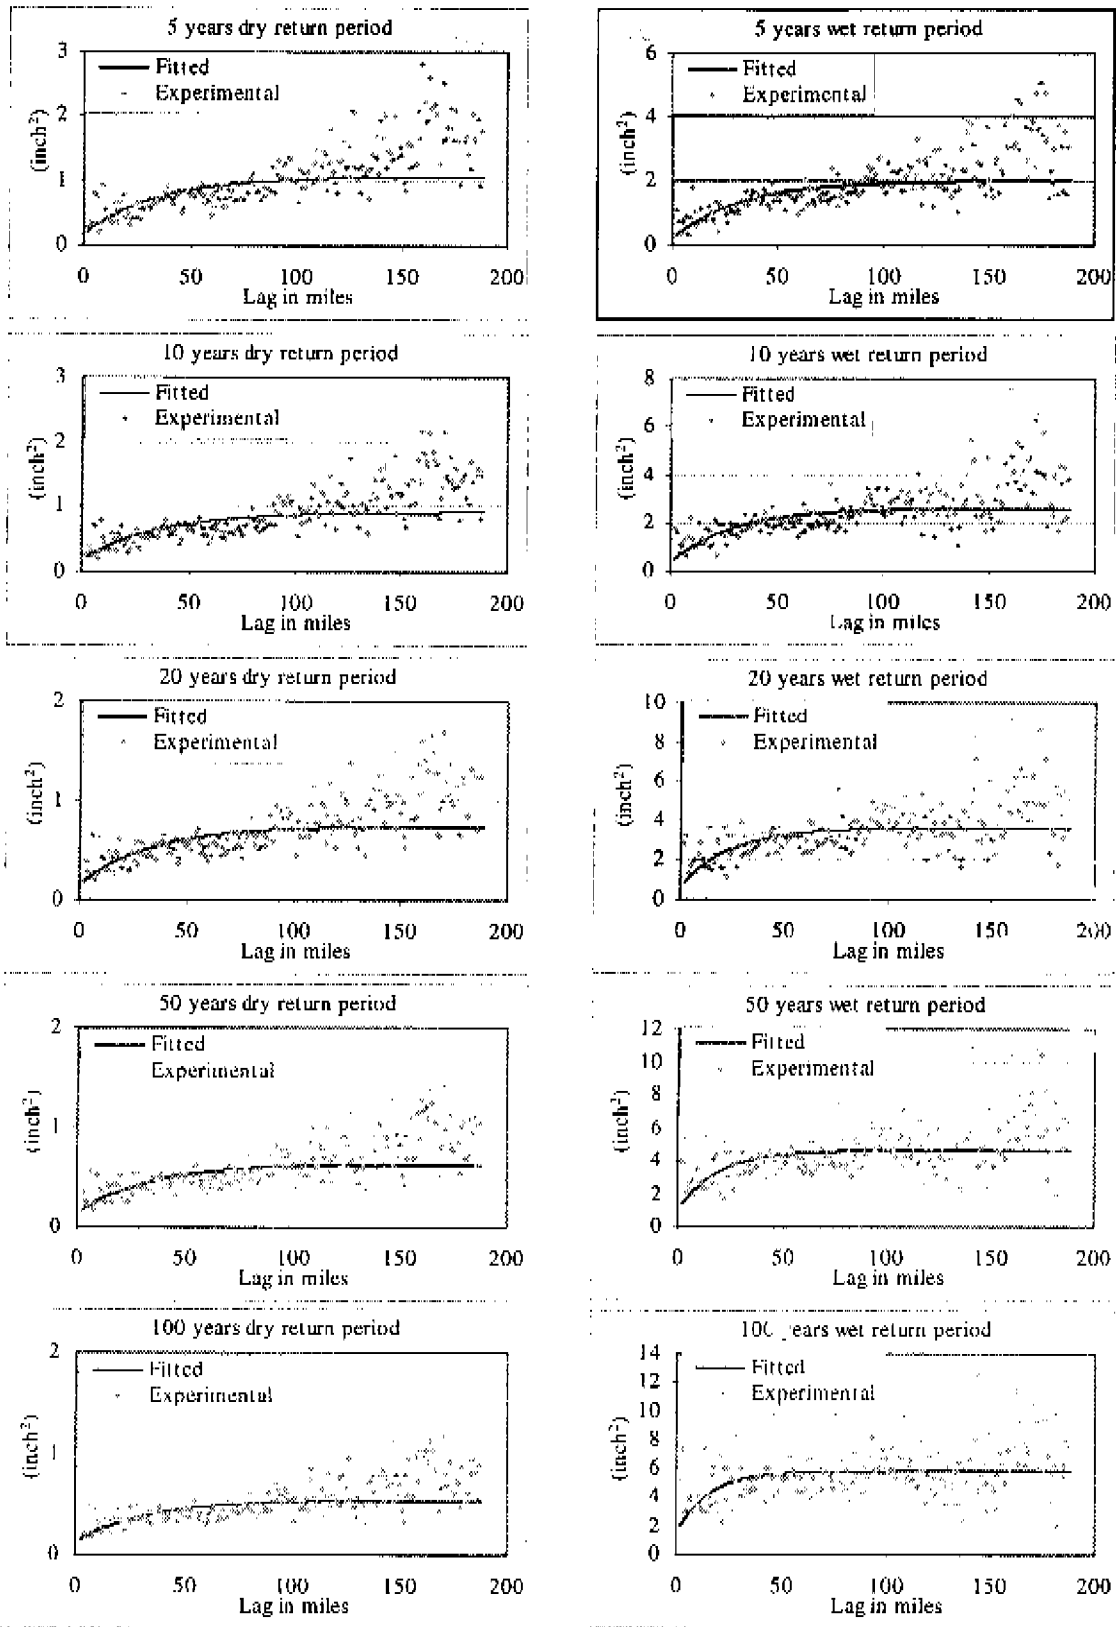 5 years dry return period
3
2
1
0
(inch²)
Fitted
Experimental
0 50 100 150 200
Lag in miles
5 years wet return period
6
4
2
0
(inch²)
Fitted
Experimental
0 50 100 150 200
Lag in miles
10 years dry return period
3
2
1
0
(inch²)
Fitted
Experimental
0 50 100 150 200
Lag in miles
10 years wet return period
8
6
4
2
0
(inch²)
Fitted
Experimental
0 50 100 150 200
Lag in miles
20 years dry return period
2
1
0
(inch²)
Fitted
Experimental
0 50 100 150 200
Lag in miles
20 years wet return period
10
8
6
4
2
0
(inch²)
Fitted
Experimental
0 50 100 150 200
Lag in miles
50 years dry return period
2
1
0
(inch²)
Fitted
Experimental
0 50 100 150 200
Lag in miles
50 years wet return period
12
10
8
6
4
2
0
(inch²)
Fitted
Experimental
0 50 100 150 200
Lag in miles
100 years dry return period
2
1
0
(inch²)
Fitted
Experimental
0 50 100 150 200
Lag in miles
100 years wet return period
14
12
10
8
6
4
2
0
(inch²)
Fitted
Experimental
0 50 100 150 200
Lag in miles